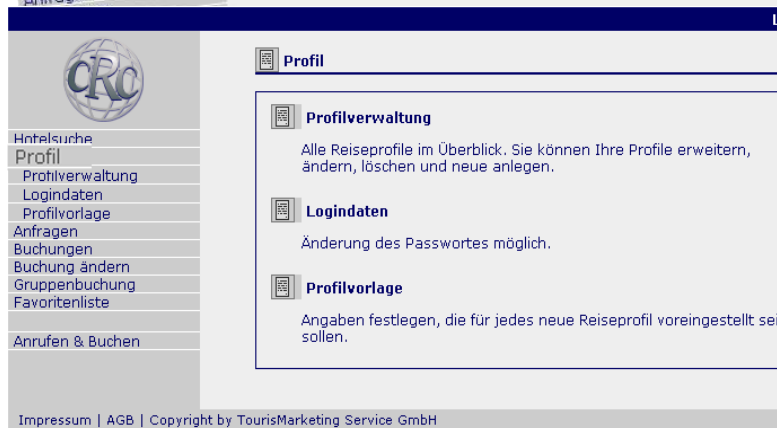 L
CRC
Profil
Hotelsuche
Profil
Profilverwaltung
Logindaten
Profilvorlage
Anfragen
Buchungen
Buchung ändern
Gruppenbuchung
Favoritenliste
Anrufen & Buchen
Profilverwaltung
Alle Reiseprofile im Überblick. Sie können Ihre Profile erweitern,
ändern, löschen und neue anlegen.
Logindaten
Änderung des Passwortes möglich.
Profilvorlage
Angaben festlegen, die für jedes neue Reiseprofil voreingestellt sei
sollen.
Impressum | AGB | Copyright by TourisMarketing Service GmbH